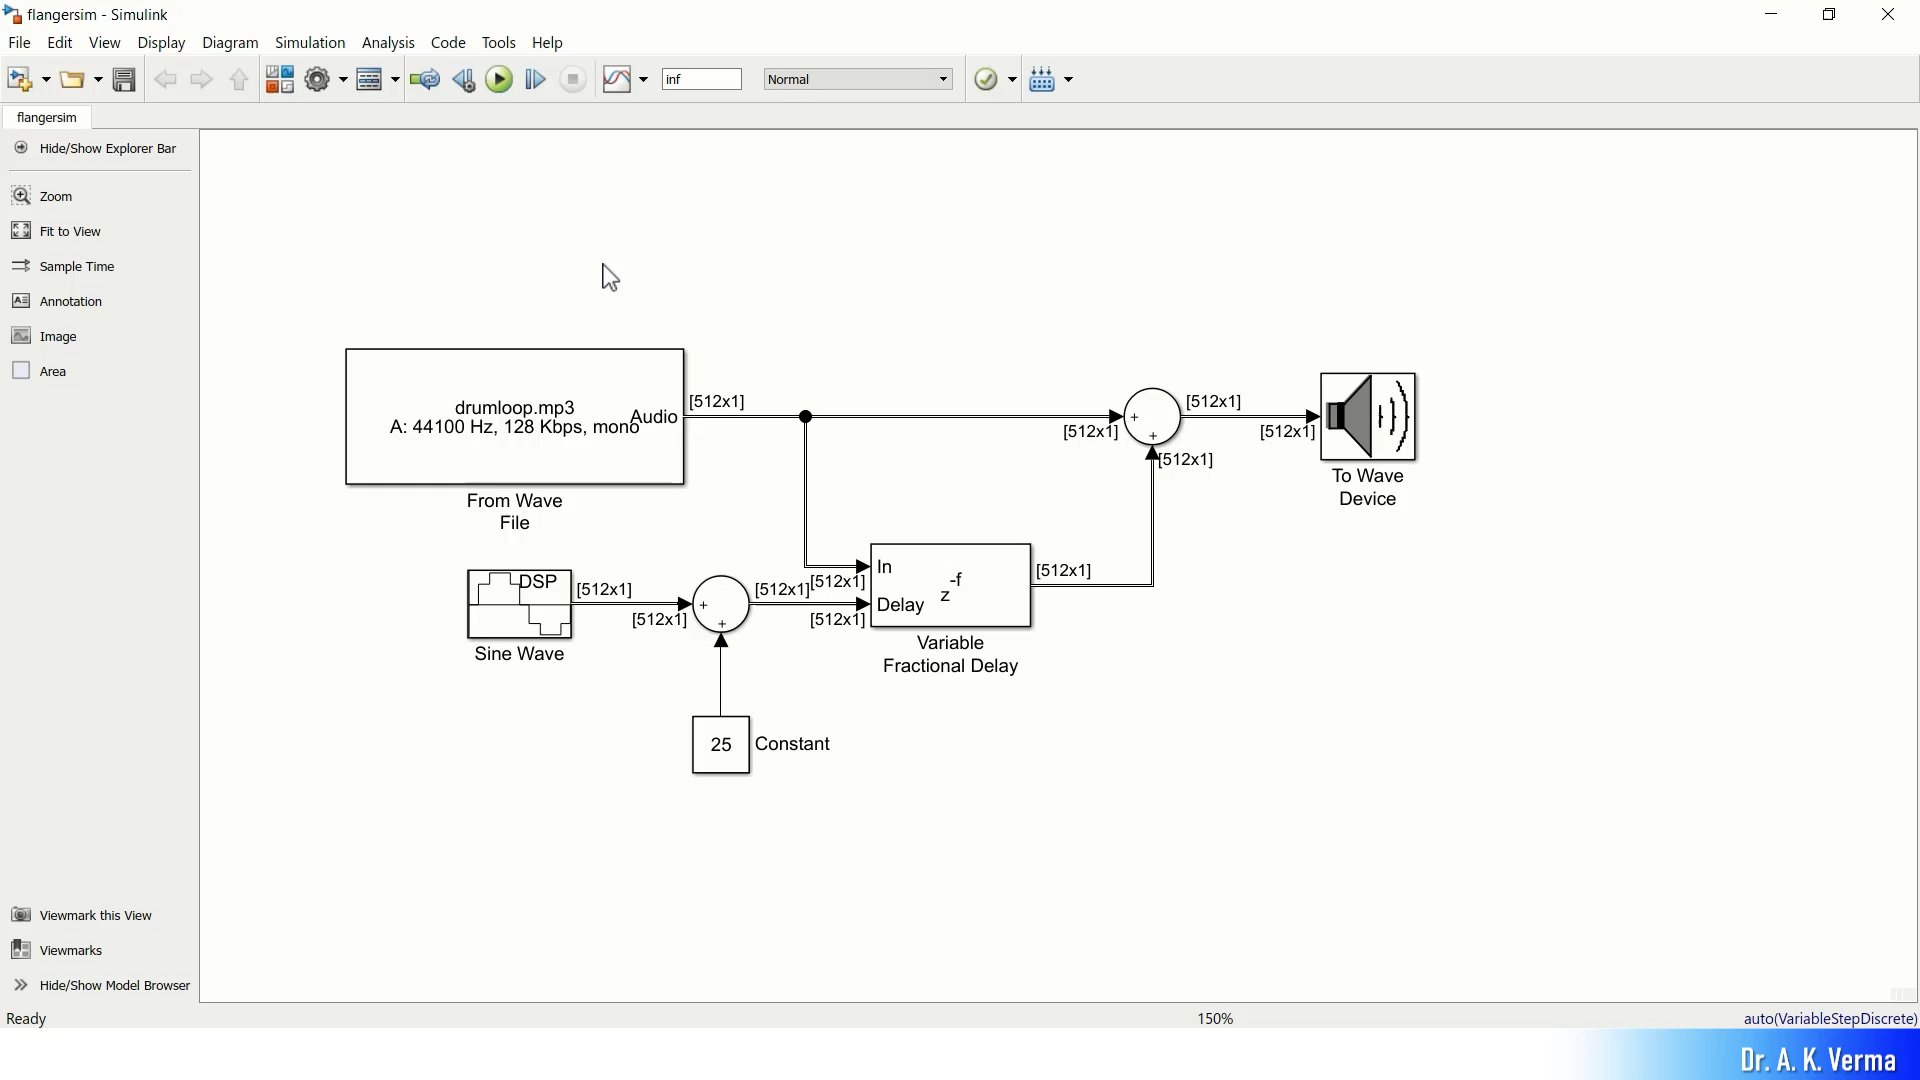 flangersim - Simulink
File Edit View Display Diagram Simulation Analysis Code Tools Help
inf Normal
flangersim
Hide/Show Explorer Bar
Zoom
Fit to View
Sample Time
Annotation
Image
Area
drumloop.mp3
A: 44100 Hz, 128 Kbps, mono
Audio
[512x1]
[512x1]
[512x1]
[512x1]
[512x1]
From Wave
File
To Wave
Device
DSP
[512x1]
[512x1]
Sine Wave
+
+
[512x1]
[512x1]
[512x1]
In
Delay
z-f
[512x1]
Variable
Fractional Delay
+
+
25
Constant
Viewmark this View
Viewmarks
Hide/Show Model Browser
Ready 150% auto(VariableStepDiscrete)
Dr. A. K. Verma